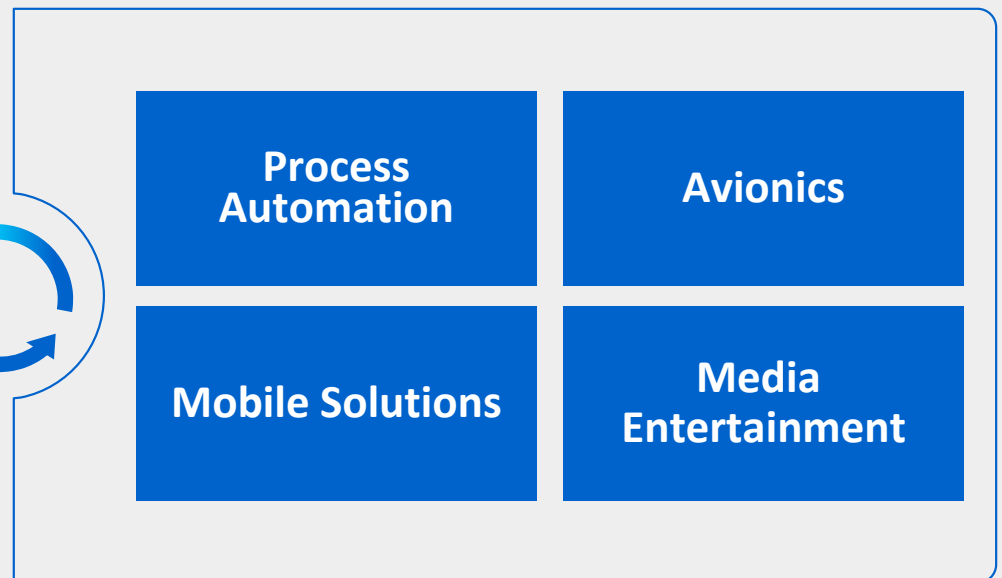 Process
Automation
Avionics
Mobile Solutions
Media
Entertainment